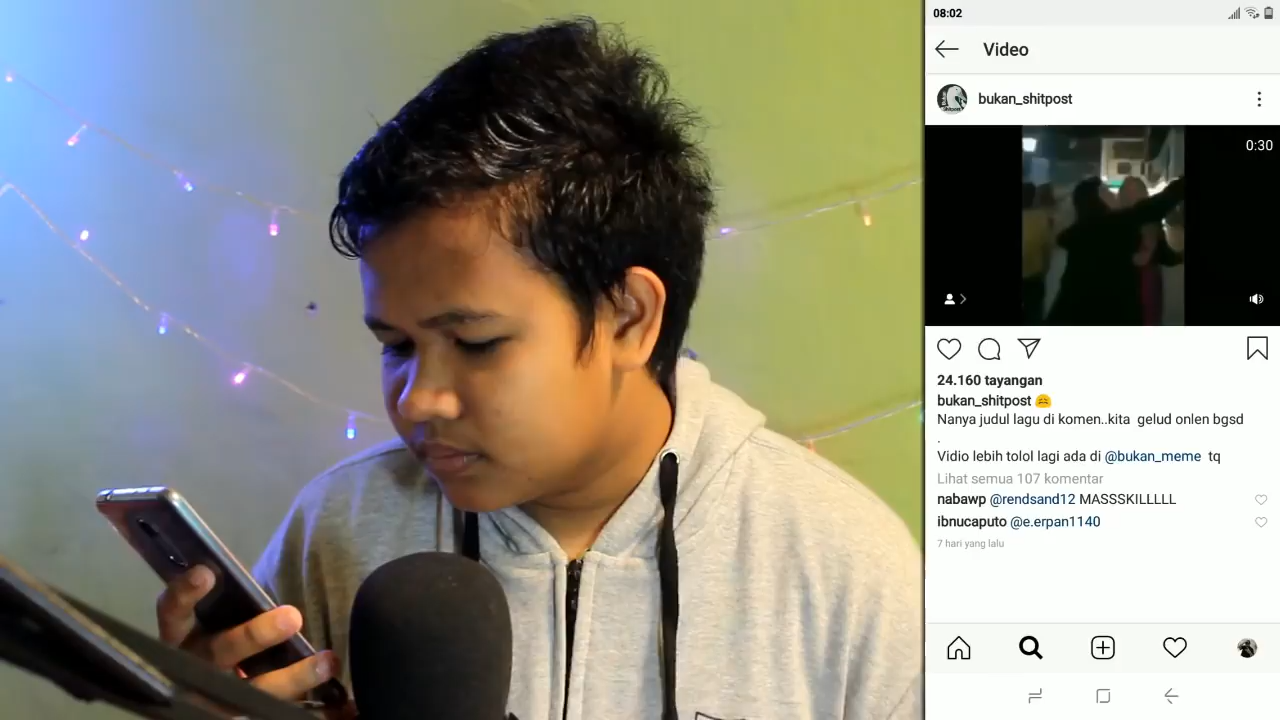 08:02
Video
bukan_shitpost
0:30
24.160 tayangan
bukan_shitpost
Nanya judul lagu di komen..kita gelud onlen bgsd
.
Vidio lebih tolol lagi ada di @bukan_meme tq
Lihat semua 107 komentar
nabawp @rendsand12 MASSSKILLLLL
ibnucaputo @e.erpan1140
7 hari yang lalu